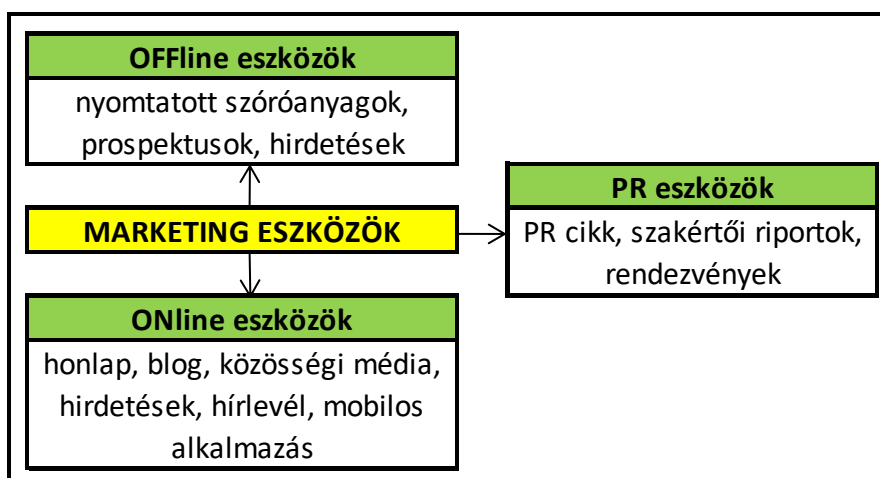 OFFline eszközök
nyomtatott szóróanyagok,
prospektusok, hirdetések
MARKETING ESZKÖZÖK
PR eszközök
PR cikk, szakértői riportok,
rendezvények
ONline eszközök
honlap, blog, közösségi média,
hirdetések, hírlevél, mobilos
alkalmazás